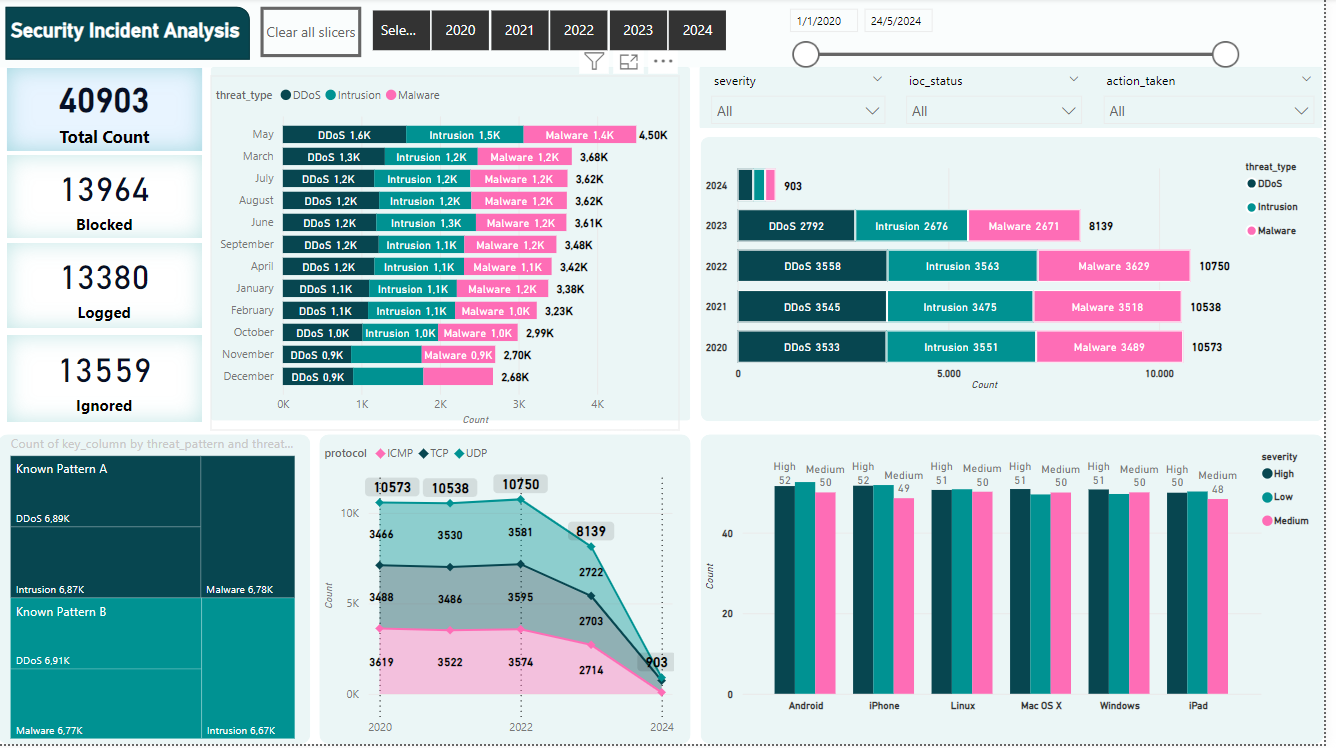 Security Incident Analysis
Clear all slicers
Sele... 2020 2021 2022 2023 2024
1/1/2020 24/5/2024
severity ioc_status action_taken
All All All
40903
Total Count
13964
Blocked
13380
Logged
13559
Ignored
threat_type DDoS Intrusion Malware
May DDoS 1,6K Intrusion 1,5K Malware 1,4K 4,50K
March DDoS 1,3K Intrusion 1,2K Malware 1,2K 3,68K
July DDoS 1,2K Intrusion 1,2K Malware 1,2K 3,62K
August DDoS 1,2K Intrusion 1,2K Malware 1,2K 3,62K
June DDoS 1,2K Intrusion 1,3K Malware 1,2K 3,61K
September DDoS 1,2K Intrusion 1,1K Malware 1,2K 3,48K
April DDoS 1,2K Intrusion 1,1K Malware 1,1K 3,42K
January DDoS 1,1K Intrusion 1,1K Malware 1,2K 3,38K
February DDoS 1,1K Intrusion 1,1K Malware 1,0K 3,23K
October DDoS 1,0K Intrusion 1,0K Malware 1,0K 2,99K
November DDoS 0,9K Malware 0,9K 2,70K
December DDoS 0,9K 2,68K
0K 1K 2K 3K 4K
Count
threat_type
DDoS
Intrusion
Malware
2024 903
2023 DDoS 2792 Intrusion 2676 Malware 2671 8139
2022 DDoS 3558 Intrusion 3563 Malware 3629 10750
2021 DDoS 3545 Intrusion 3475 Malware 3518 10538
2020 DDoS 3533 Intrusion 3551 Malware 3489 10573
0 5.000 10.000
Count
Count of key_column by threat_pattern and threat...
Known Pattern A
DDoS 6,89K
Intrusion 6,87K Malware 6,78K
Known Pattern B
DDoS 6,91K
Malware 6,77K Intrusion 6,67K
protocol ICMP TCP UDP
10573 10538 10750 8139 903
3466 3530 3581 2722
3488 3486 3595 2703
3619 3522 3574 2714
10K
5K
0K
Count
2020 2022 2024
severity
High
Low
Medium
High Medium High Medium High Medium High Medium High Medium High Medium
52 50 52 49 51 50 51 50 51 50 50 48
40
20
0
Count
Android iPhone Linux Mac OS X Windows iPad